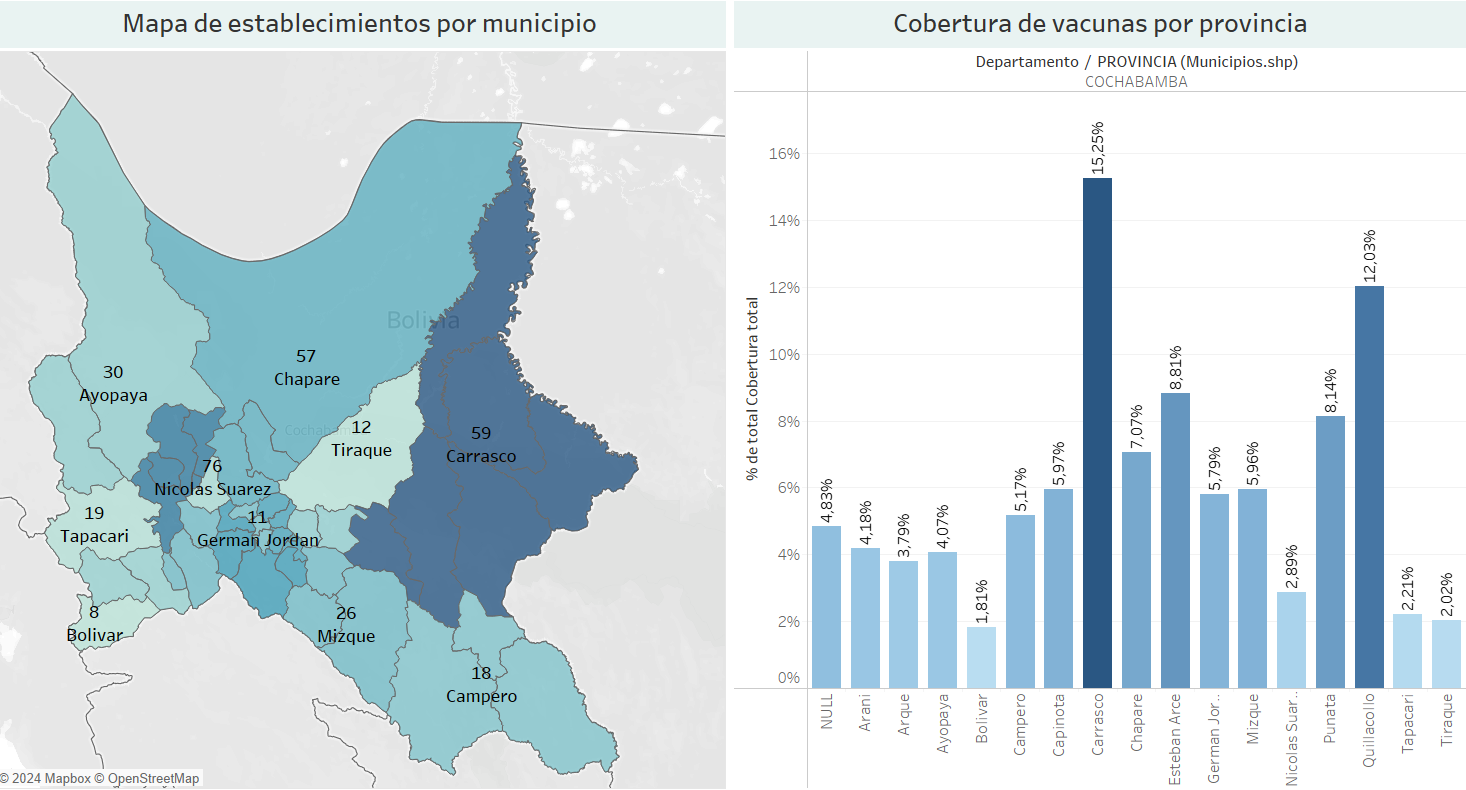 Mapa de establecimientos por municipio
Bolivia
57
Chapare
30
Ayopaya
Cochabamba
12
Tiraque
59
Carrasco
76
Nicolas Suarez
19
Tapacari
11
German Jordan
8
Bolivar
26
Mizque
18
Campero
© 2024 Mapbox © OpenStreetMap
Cobertura de vacunas por provincia
Departamento / PROVINCIA (Municipios.shp)
COCHABAMBA
% de total Cobertura total
16%
14%
12%
10%
8%
6%
4%
2%
0%
4,83%
4,18%
3,79%
4,07%
1,81%
5,17%
5,97%
15,25%
7,07%
8,81%
5,79%
5,96%
2,89%
8,14%
12,03%
2,21%
2,02%
NULL
Arani
Arque
Ayopaya
Bolivar
Campero
Capinota
Carrasco
Chapare
Esteban Arce
German Jor..
Mizque
Nicolas Suar..
Punata
Quillacollo
Tapacari
Tiraque